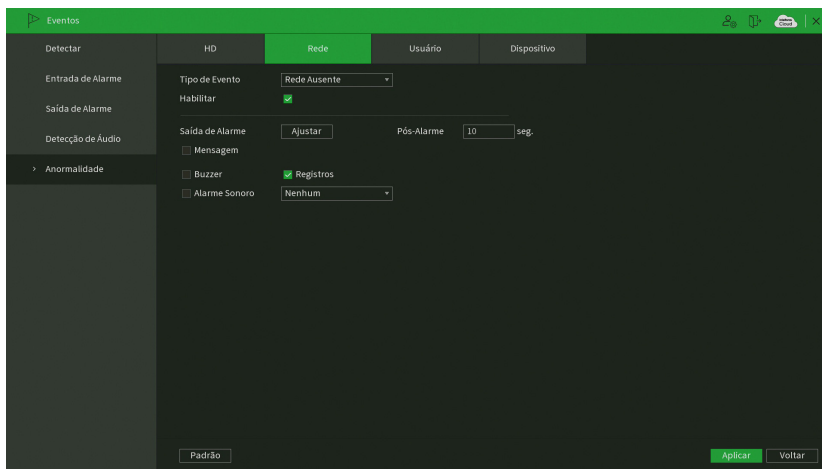 Eventos
Cloud
Detectar
HD
Rede
Usuário
Dispositivo
Entrada de Alarme
Saída de Alarme
Detecção de Áudio
Anormalidade
Tipo de Evento
Rede Ausente
Habilitar
Saída de Alarme
Ajustar
Pós-Alarme
10
seg.
Mensagem
Buzzer
Registros
Alarme Sonoro
Nenhum
Padrão
Aplicar
Voltar